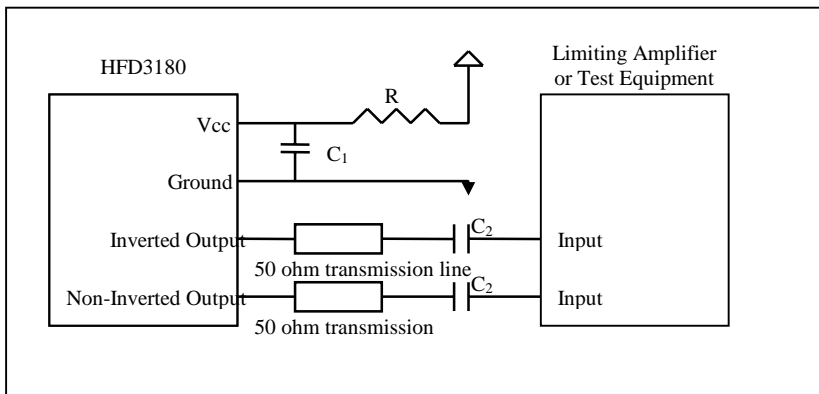 HFD3180
Limiting Amplifier
or Test Equipment
R
Vcc
C1
Ground
Inverted Output
C2
Input
50 ohm transmission line
Non-Inverted Output
C2
Input
50 ohm transmission